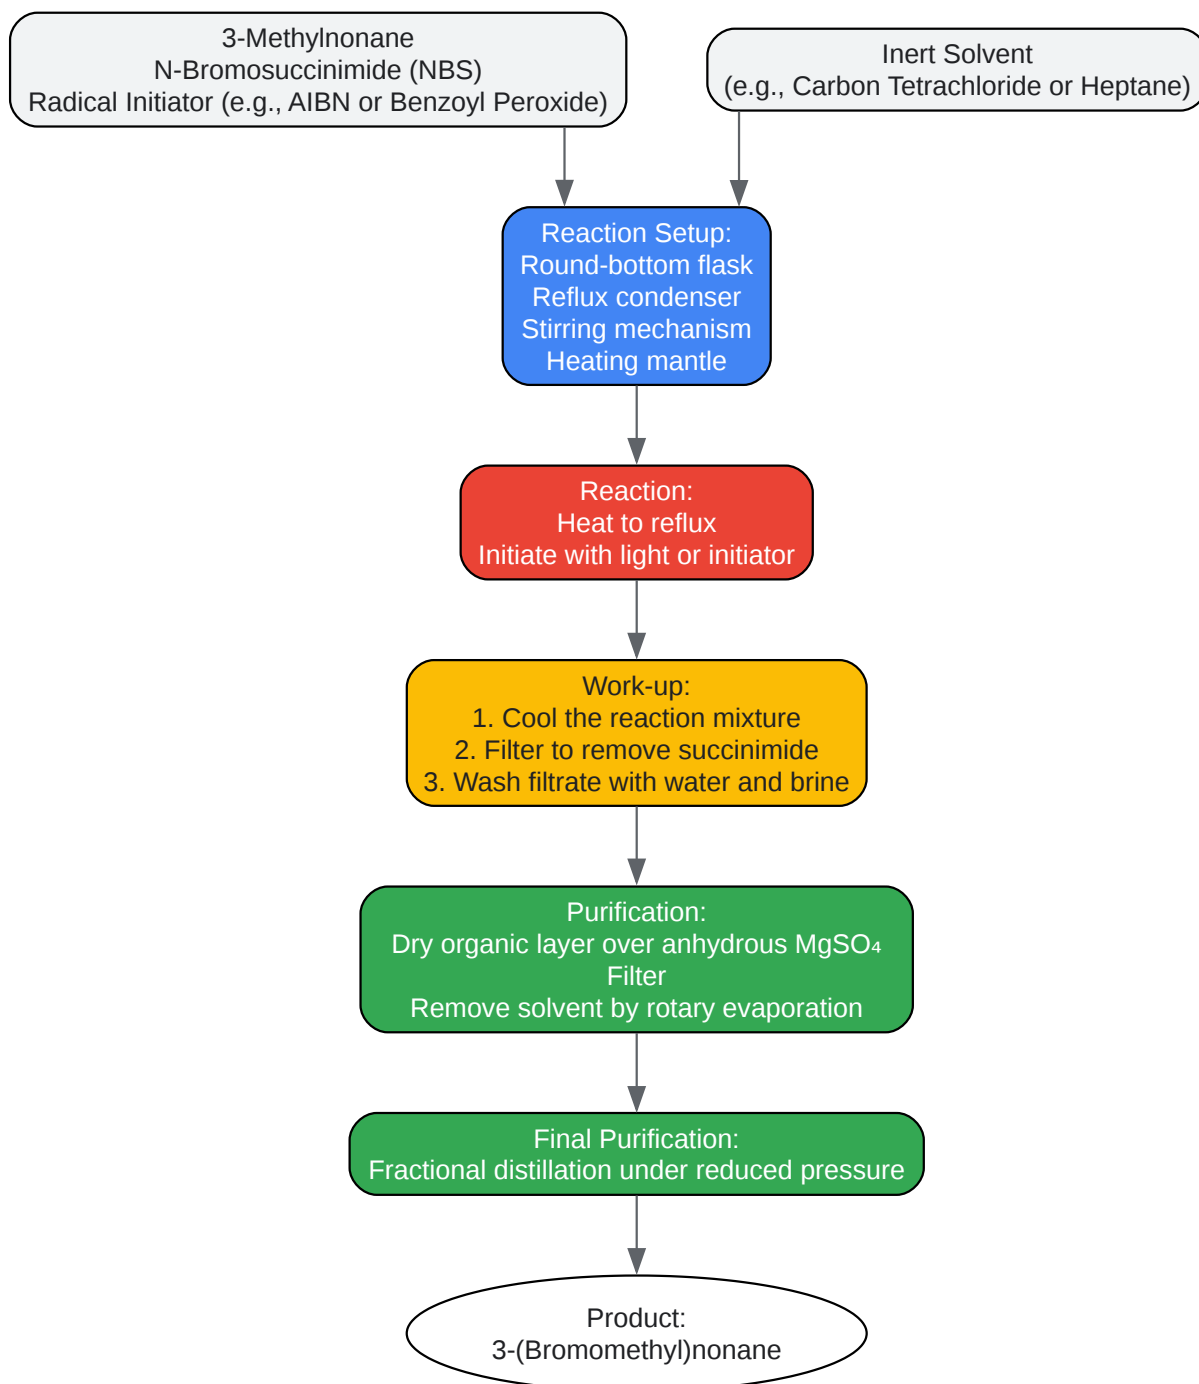 3-Methylnonane
N-Bromosuccinimide (NBS)
Radical Initiator (e.g., AIBN or Benzoyl Peroxide)
Inert Solvent
(e.g., Carbon Tetrachloride or Heptane)
Reaction Setup:
Round-bottom flask
Reflux condenser
Stirring mechanism
Heating mantle
Reaction:
Heat to reflux
Initiate with light or initiator
Work-up:
1. Cool the reaction mixture
2. Filter to remove succinimide
3. Wash filtrate with water and brine
Purification:
Dry organic layer over anhydrous MgSO₄
Filter
Remove solvent by rotary evaporation
Final Purification:
Fractional distillation under reduced pressure
Product:
3-(Bromomethyl)nonane